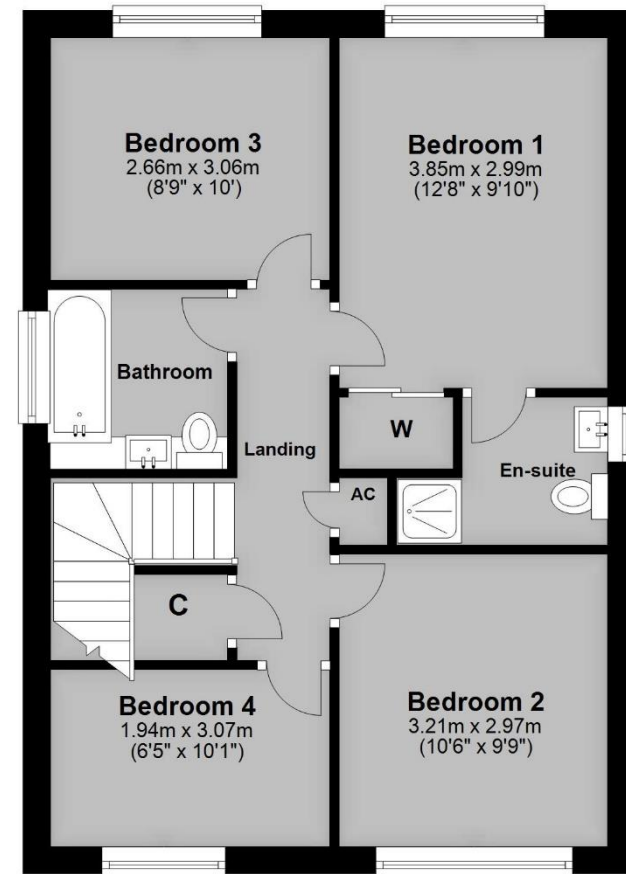 Bedroom 3
2.66m x 3.06m
(8'9" x 10')
Bedroom 1
3.85m x 2.99m
(12'8" x 9'10")
Bathroom
Landing
W
En-suite
AC
C
Bedroom 4
1.94m x 3.07m
(6'5" x 10'1")
Bedroom 2
3.21m x 2.97m
(10'6" x 9'9")